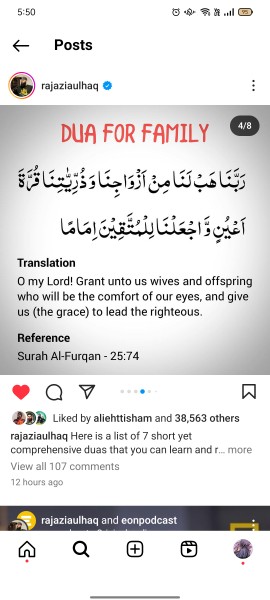 5:50
95
Posts
rajaziaulhaq
4/8
DUA FOR FAMILY
رَبَّنَا هَبْ لَنَا مِنْ اَزْوَاجِنَا وَ ذُرِّيّٰتِنَا قُرَّةَ
اَعْيُنٍ وَّ اجْعَلْنَا لِلْمُتَّقِيْنَ اِمَامًا
Translation
O my Lord! Grant unto us wives and offspring
who will be the comfort of our eyes, and give
us (the grace) to lead the righteous.
Reference
Surah Al-Furqan - 25:74
Liked by aliehttisham and 38,563 others
rajaziaulhaq Here is a list of 7 short yet
comprehensive duas that you can learn and r... more
View all 107 comments
12 hours ago
rajaziaulhaq and eonpodcast